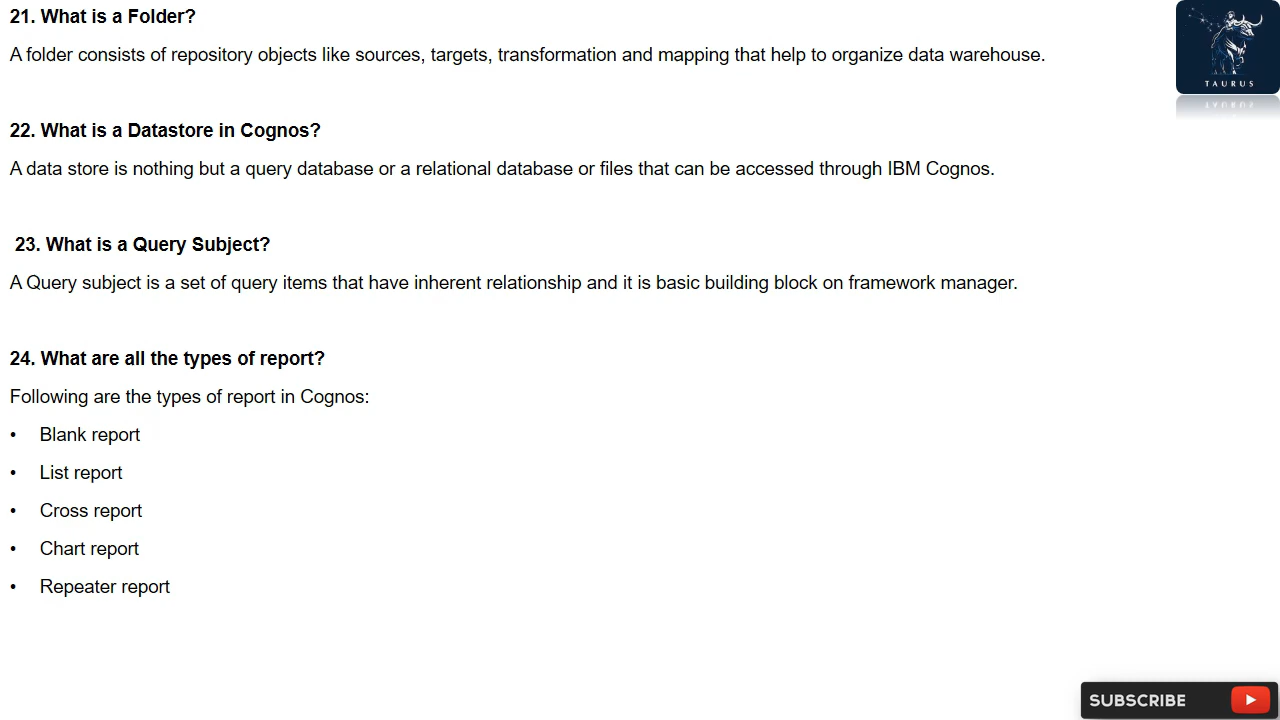 21. What is a Folder?
A folder consists of repository objects like sources, targets, transformation and mapping that help to organize data warehouse.
22. What is a Datastore in Cognos?
A data store is nothing but a query database or a relational database or files that can be accessed through IBM Cognos.
23. What is a Query Subject?
A Query subject is a set of query items that have inherent relationship and it is basic building block on framework manager.
24. What are all the types of report?
Following are the types of report in Cognos:
• Blank report
• List report
• Cross report
• Chart report
• Repeater report
TAURUS
SUBSCRIBE